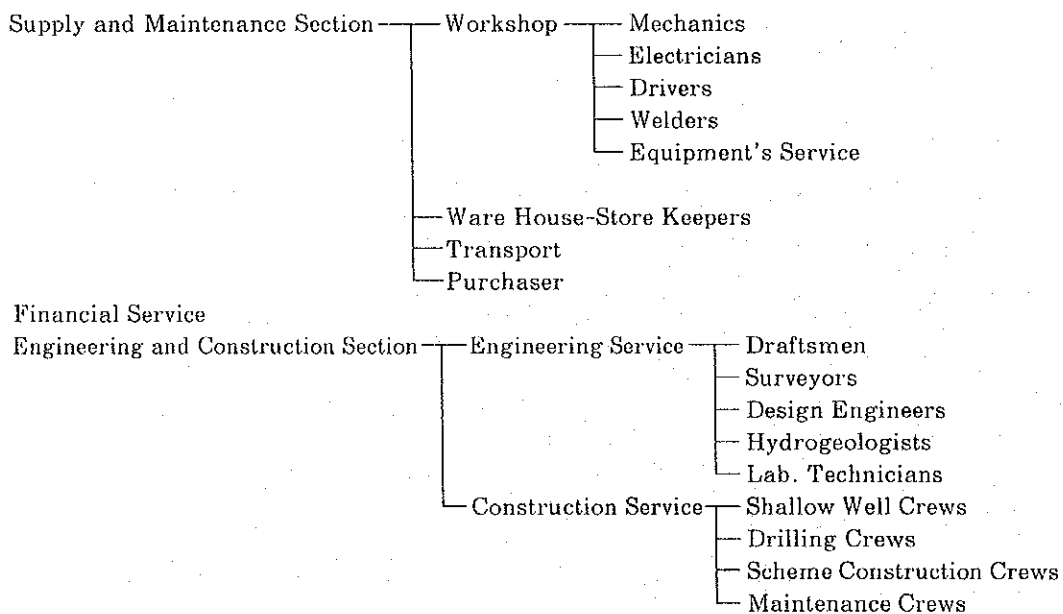 Supply and Maintenance Section Workshop Mechanics
Electricians
Drivers
Welders
Equipment's Service
Ware House-Store Keepers
Transport
Purchaser
Financial Service
Engineering and Construction Section Engineering Service Draftsmen
Surveyors
Design Engineers
Hydrogeologists
Lab. Technicians
Construction Service Shallow Well Crews
Drilling Crews
Scheme Construction Crews
Maintenance Crews